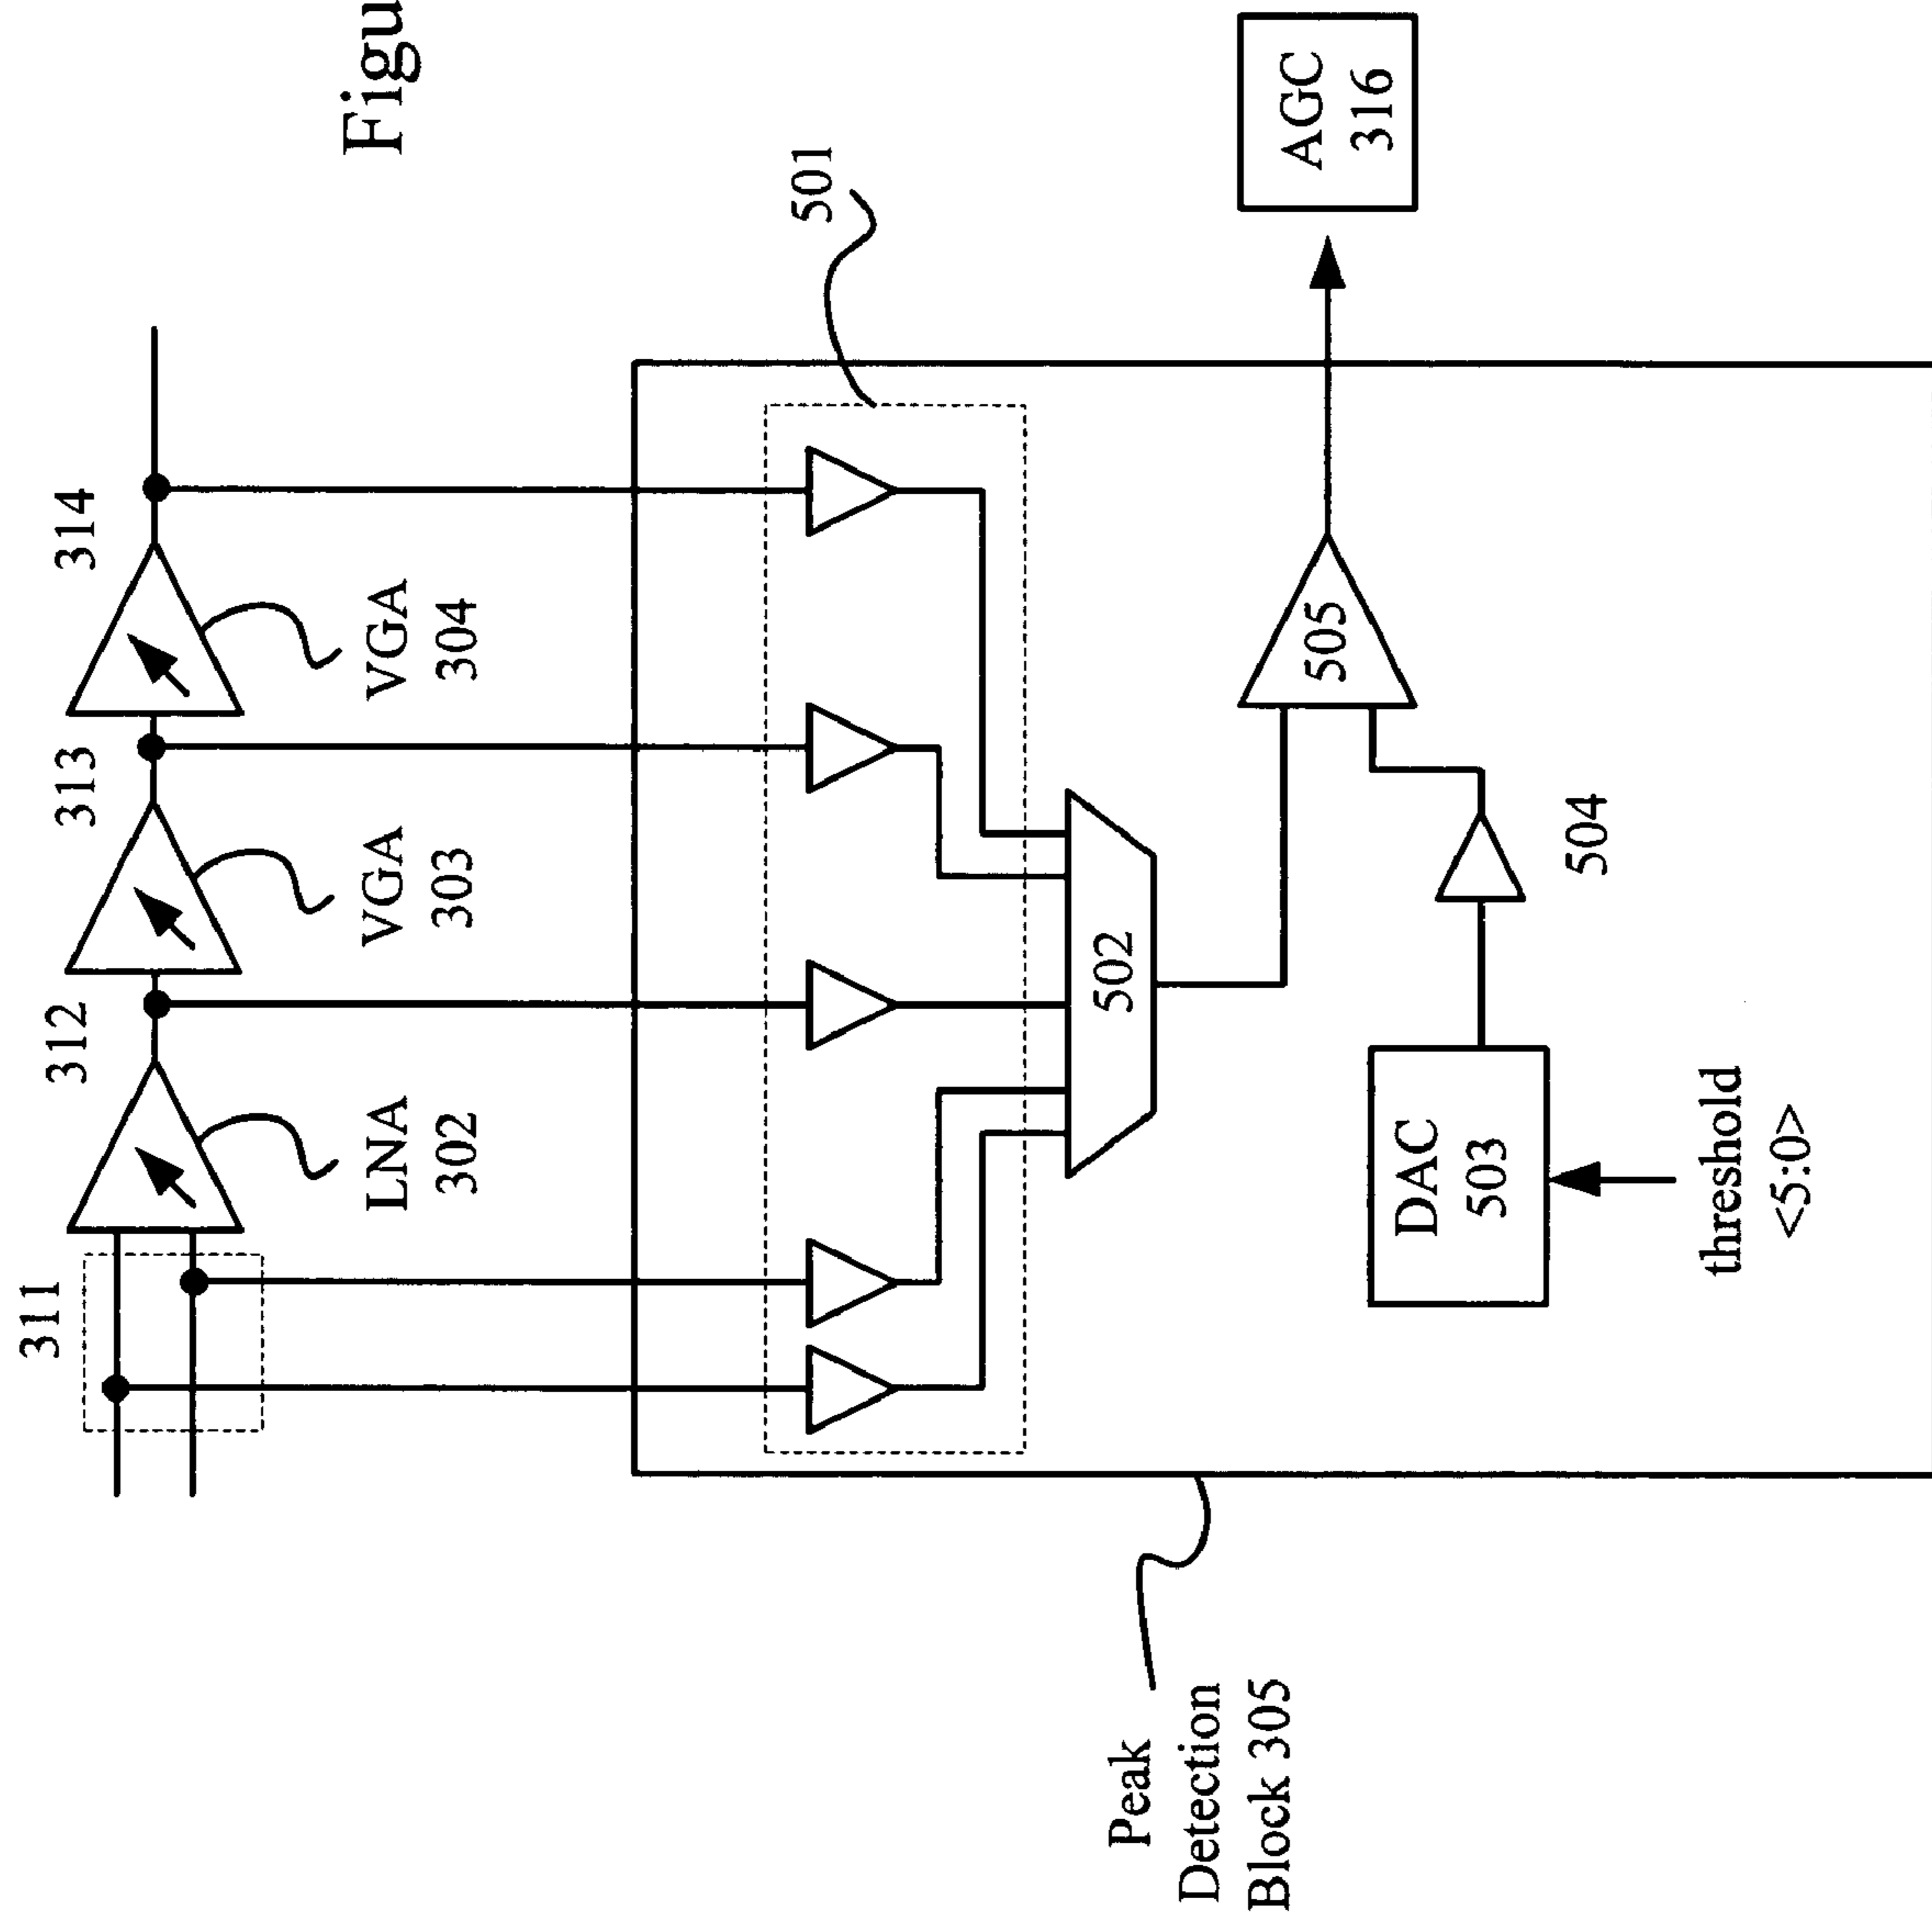 Figu
311
312
313
314
LNA
302
VGA
303
VGA
304
501
502
505
AGC
316
DAC
503
504
threshold
<5:0>
Peak
Detection
Block 305